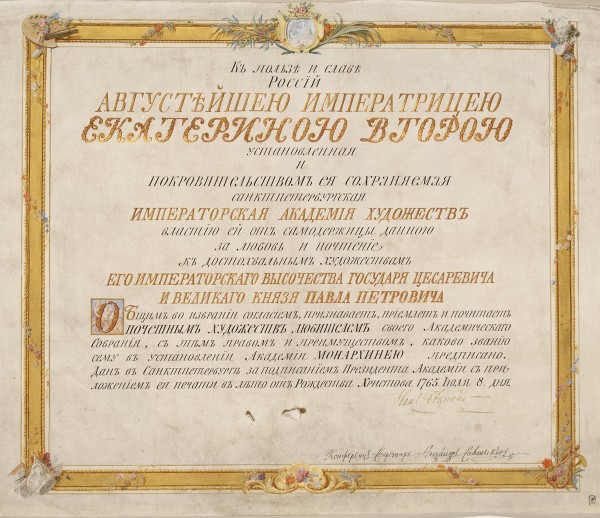 Къ пользѣ и славѣ
Россій
АВГУСТѢЙШЕЮ ИМПЕРАТРИЦЕЮ
ЕКАТЕРИНОЮ ВТОРОЮ
установленная
и
ПОКРОВИТЕЛЬСТВОМЪ ЕЯ СОХРАНЯЕМАЯ
санктпетербургская
ИМПЕРАТОРСКАЯ АКАДЕМІЯ ХУДОЖЕСТВЪ
властію ей отъ самодержицы данною
за любовь и почтеніе
къ достохвальнымъ художествамъ
ЕГО ИМПЕРАТОРСКАГО ВЫСОЧЕСТВА ГОСУДАРЯ ЦЕСАРЕВИЧА
И ВЕЛИКАГО КНЯЗЯ ПАВЛА ПЕТРОВИЧА
Общимъ во избраніи согласіемъ, признаваетъ, пріемлетъ и почитаетъ
ПОЧЕТНЫМЪ ХУДОЖЕСТВЪ ЛЮБИТЕЛЕМЪ своего Академическаго
Собранія, съ тѣмъ правомъ и преимуществомъ, каково званію
сему въ установленіи Академіи МОНАРХИНЕЮ предписано.
Данъ въ Санктпетербургѣ за подписаніемъ Президента Академіи съ при-
ложеніемъ ея печати въ лѣто отъ Рождества Христова 1765 Іюля 8. дня.
Конференцъ Секретарь